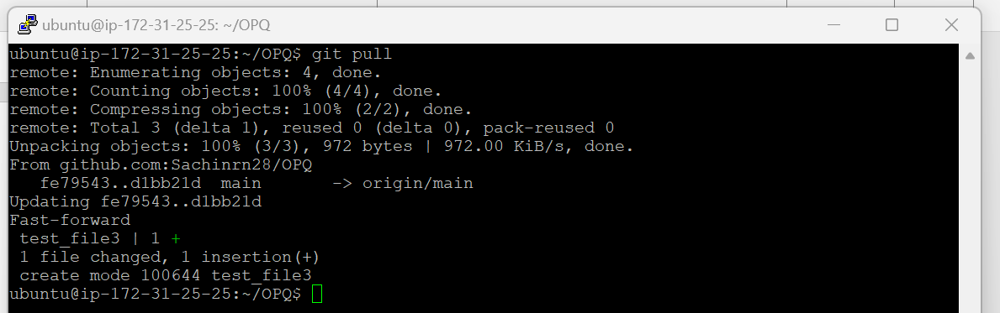 ubuntu@ip-172-31-25-25: ~/OPQ
ubuntu@ip-172-31-25-25:~/OPQ$ git pull
remote: Enumerating objects: 4, done.
remote: Counting objects: 100% (4/4), done.
remote: Compressing objects: 100% (2/2), done.
remote: Total 3 (delta 1), reused 0 (delta 0), pack-reused 0
Unpacking objects: 100% (3/3), 972 bytes | 972.00 KiB/s, done.
From github.com:Sachinrn28/OPQ
   fe79543..d1bb21d  main       -> origin/main
Updating fe79543..d1bb21d
Fast-forward
 test_file3 | 1 +
 1 file changed, 1 insertion(+)
 create mode 100644 test_file3
ubuntu@ip-172-31-25-25:~/OPQ$